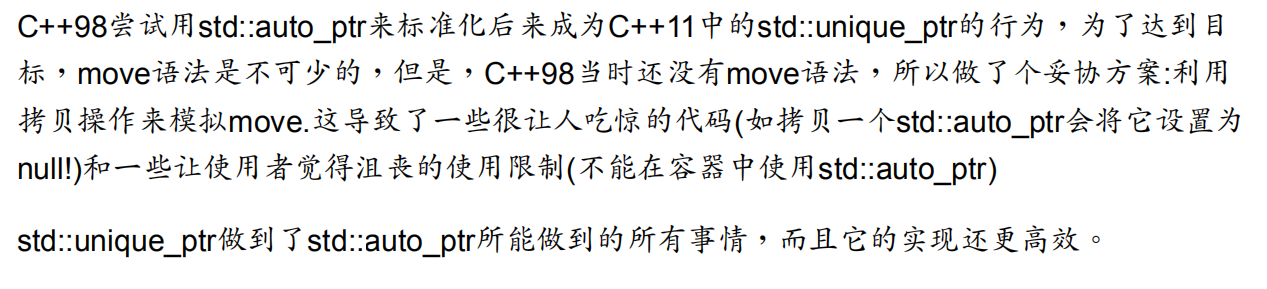 C++98尝试用std::auto_ptr来标准化后来成为C++11中的std::unique_ptr的行为，为了达到目
标，move语法是不可少的，但是，C++98当时还没有move语法，所以做了个妥协方案:利用
拷贝操作来模拟move.这导致了一些很让人吃惊的代码(如拷贝一个std::auto_ptr会将它设置为
null!)和一些让使用者觉得沮丧的使用限制(不能在容器中使用std::auto_ptr)
std::unique_ptr做到了std::auto_ptr所能做到的所有事情，而且它的实现还更高效。